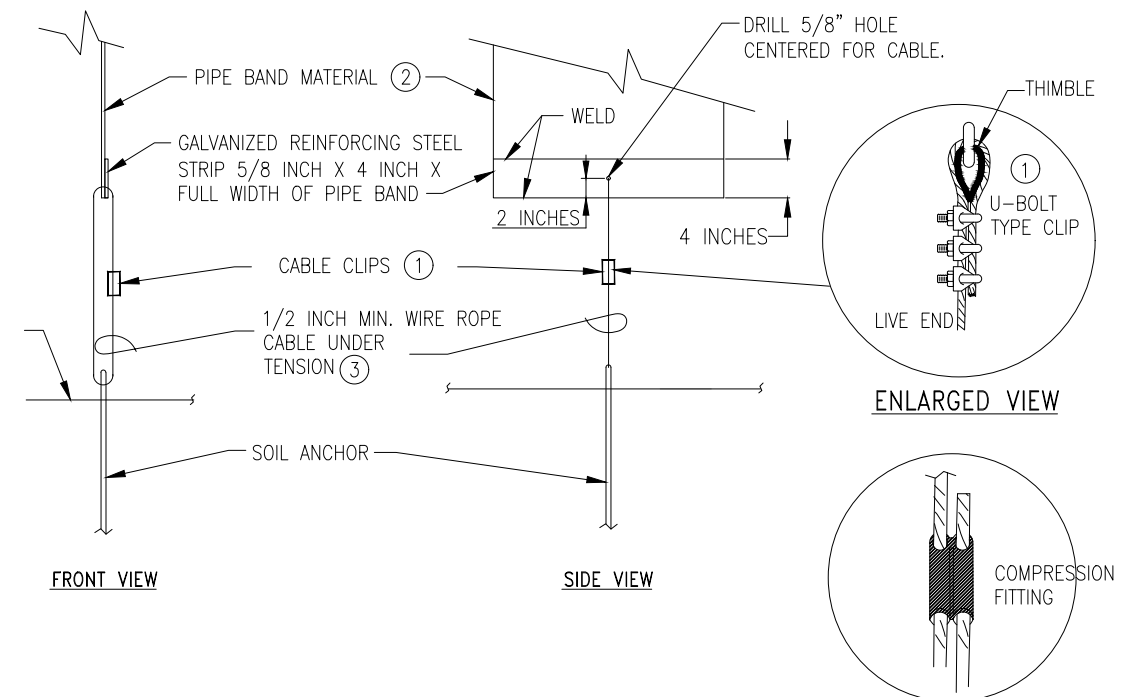 DRILL 5/8" HOLE
CENTERED FOR CABLE.
PIPE BAND MATERIAL 2
THIMBLE
WELD
GALVANIZED REINFORCING STEEL
STRIP 5/8 INCH X 4 INCH X
FULL WIDTH OF PIPE BAND
1
U-BOLT
TYPE CLIP
2 INCHES
4 INCHES
CABLE CLIPS 1
1/2 INCH MIN. WIRE ROPE
CABLE UNDER
TENSION 3
LIVE END
ENLARGED VIEW
SOIL ANCHOR
FRONT VIEW
SIDE VIEW
COMPRESSION
FITTING